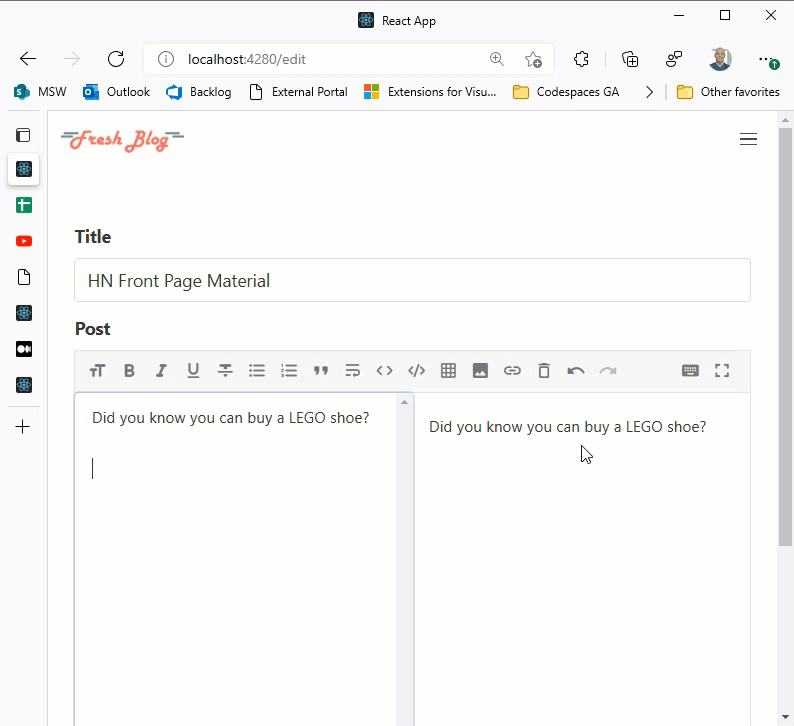 React App
localhost:4280/edit
MSW Outlook Backlog External Portal Extensions for Visu... Codespaces GA Other favorites
Fresh Blog
Title
HN Front Page Material
Post
Did you know you can buy a LEGO shoe?
Did you know you can buy a LEGO shoe?